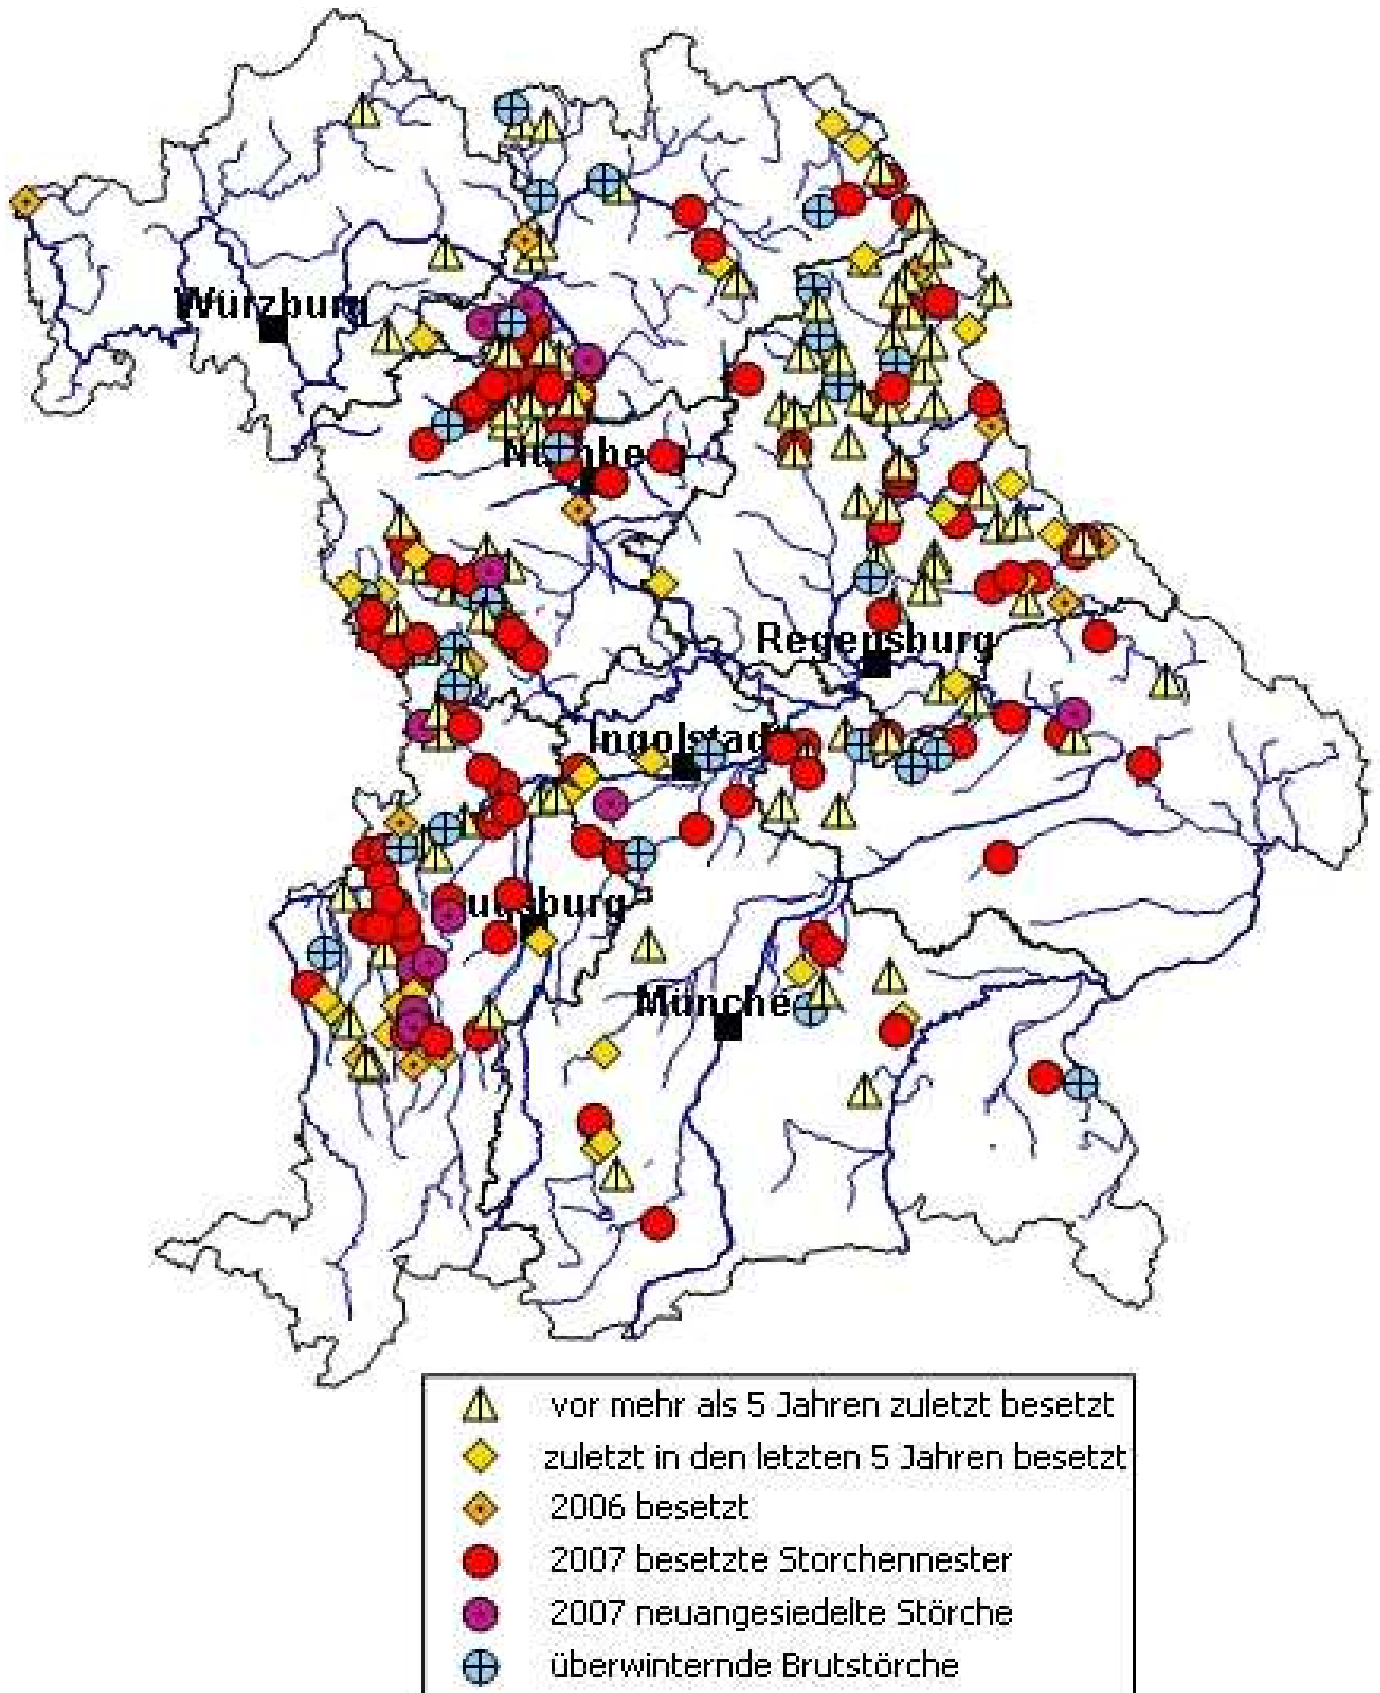 Würzburg
Regensburg
Ingolstadt
vor mehr als 5 Jahren zuletzt besetzt
zuletzt in den letzten 5 Jahren besetzt
2006 besetzt
2007 besetzte Storchennester
2007 neuangesiedelte Störche
überwinternde Brutstörche